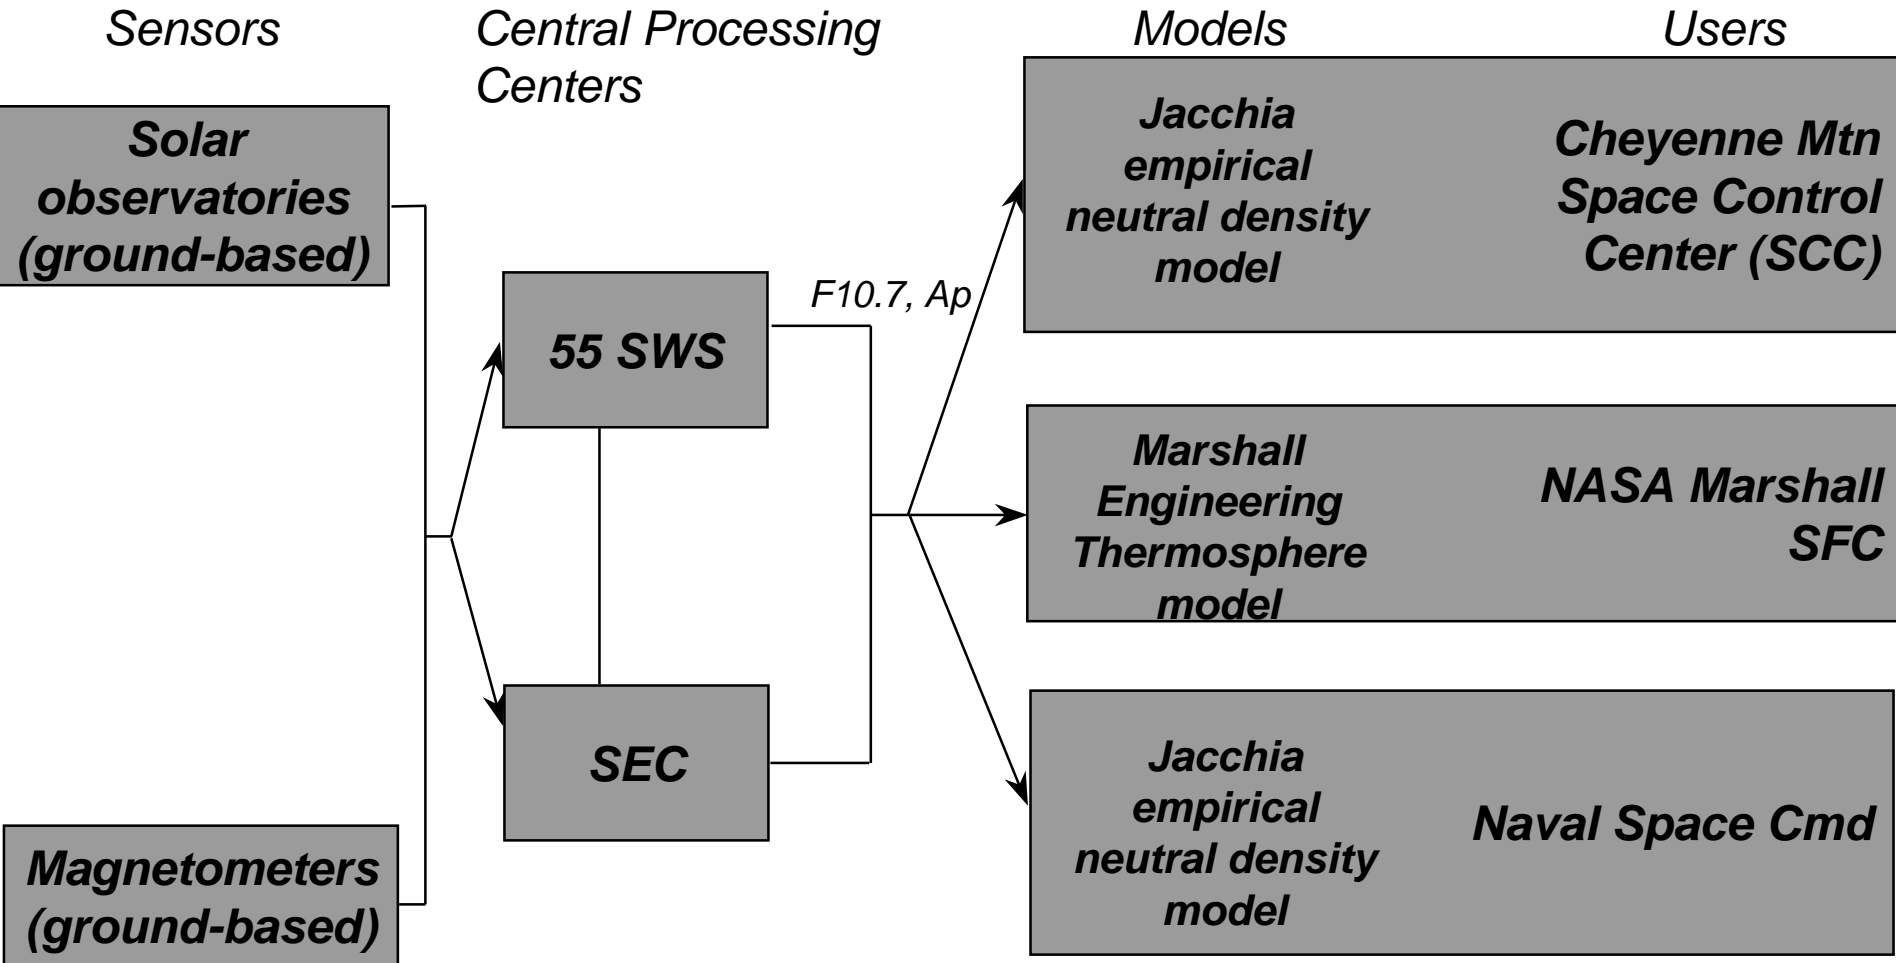 Sensors
Central Processing
Centers
Models
Users
Solar
observatories
(ground-based)
Magnetometers
(ground-based)
55 SWS
SEC
F10.7, Ap
Jacchia
empirical
neutral density
model
Cheyenne Mtn
Space Control
Center (SCC)
Marshall
Engineering
Thermosphere
model
NASA Marshall
SFC
Jacchia
empirical
neutral density
model
Naval Space Cmd